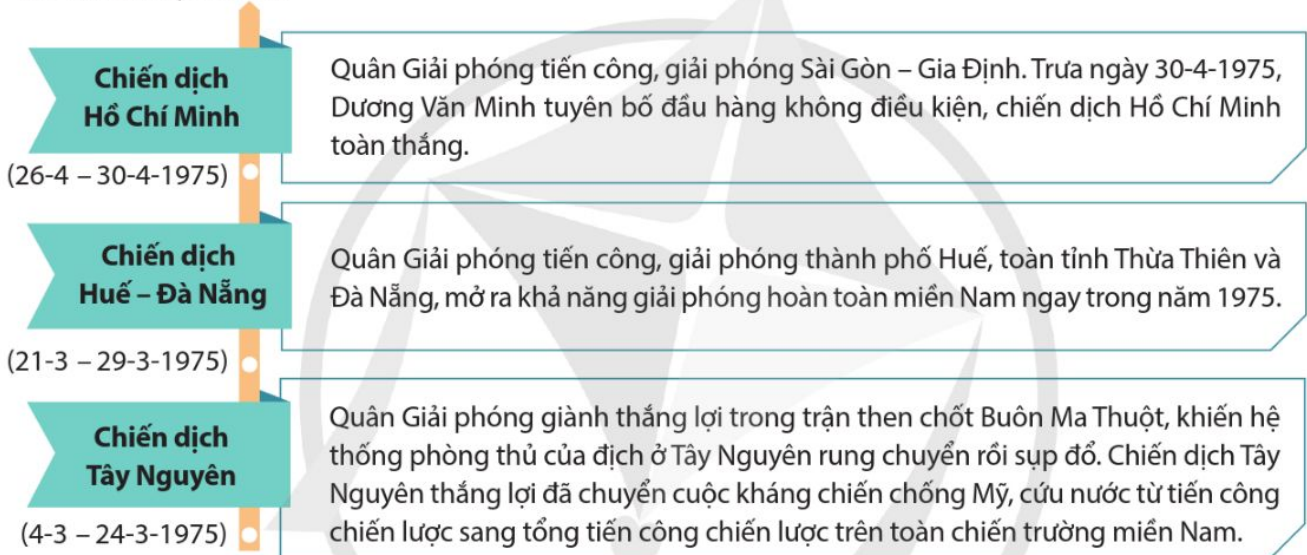 Chiến dịch
Hồ Chí Minh
(26-4 – 30-4-1975)
Quân Giải phóng tiến công, giải phóng Sài Gòn – Gia Định. Trưa ngày 30-4-1975,
Dương Văn Minh tuyên bố đầu hàng không điều kiện, chiến dịch Hồ Chí Minh
toàn thắng.
Chiến dịch
Huế – Đà Nẵng
(21-3 – 29-3-1975)
Quân Giải phóng tiến công, giải phóng thành phố Huế, toàn tỉnh Thừa Thiên và
Đà Nẵng, mở ra khả năng giải phóng hoàn toàn miền Nam ngay trong năm 1975.
Chiến dịch
Tây Nguyên
(4-3 – 24-3-1975)
Quân Giải phóng giành thắng lợi trong trận then chốt Buôn Ma Thuột, khiến hệ
thống phòng thủ của địch ở Tây Nguyên rung chuyển rồi sụp đổ. Chiến dịch Tây
Nguyên thắng lợi đã chuyển cuộc kháng chiến chống Mỹ, cứu nước từ tiến công
chiến lược sang tổng tiến công chiến lược trên toàn chiến trường miền Nam.